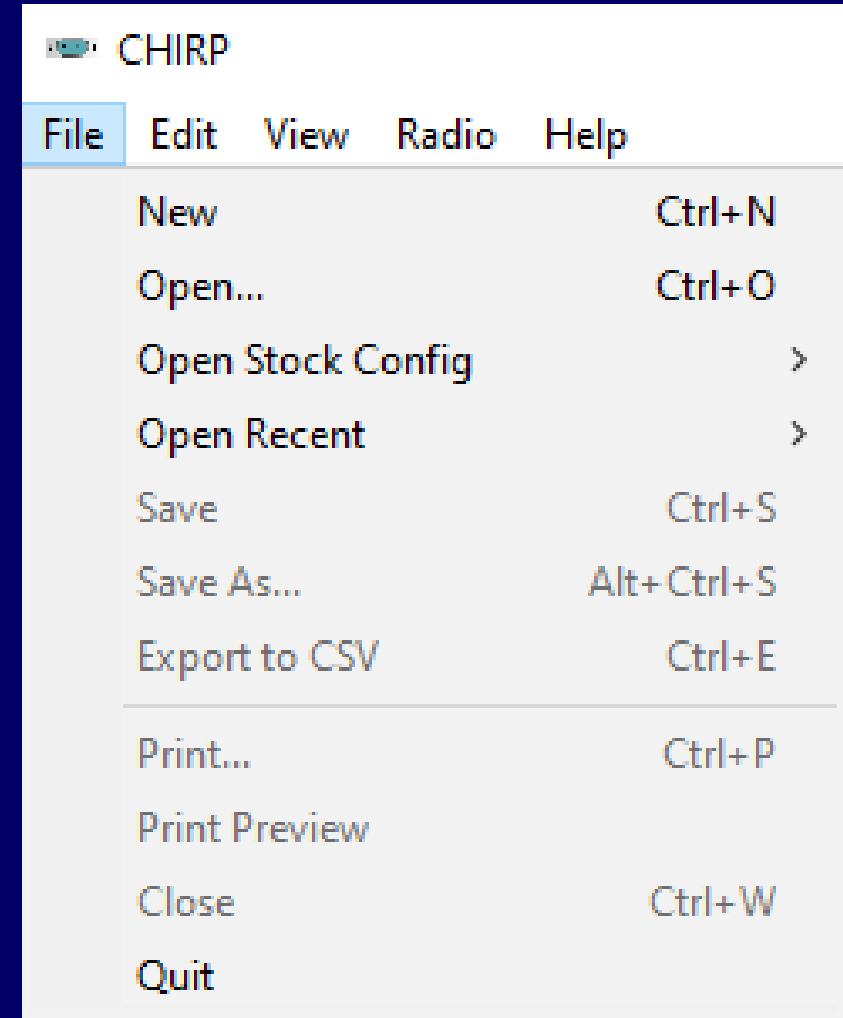 CHIRP
File Edit View Radio Help
New Ctrl+N
Open... Ctrl+O
Open Stock Config >
Open Recent >
Save Ctrl+S
Save As... Alt+Ctrl+S
Export to CSV Ctrl+E
Print... Ctrl+P
Print Preview
Close Ctrl+W
Quit